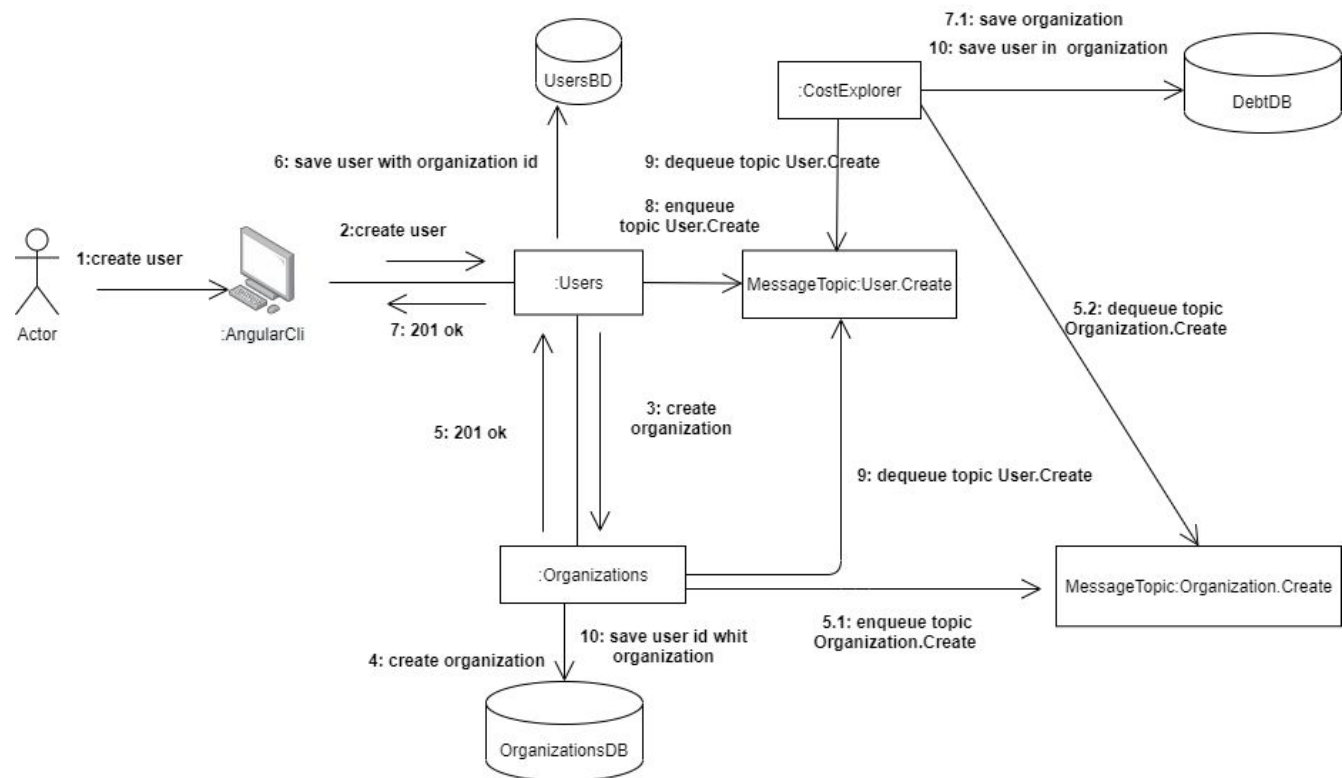 7.1: save organization
10: save user in  organization
UsersBD
:CostExplorer
DebtDB
6: save user with organization id
9: dequeue topic User.Create
8: enqueue
topic User.Create
1:create user
2:create user
:Users
MessageTopic:User.Create
7: 201 ok
Actor
:AngularCli
5.2: dequeue topic
Organization.Create
3: create
organization
5: 201 ok
9: dequeue topic User.Create
:Organizations
MessageTopic:Organization.Create
5.1: enqueue topic
Organization.Create
10: save user id whit
organization
4: create organization
OrganizationsDB